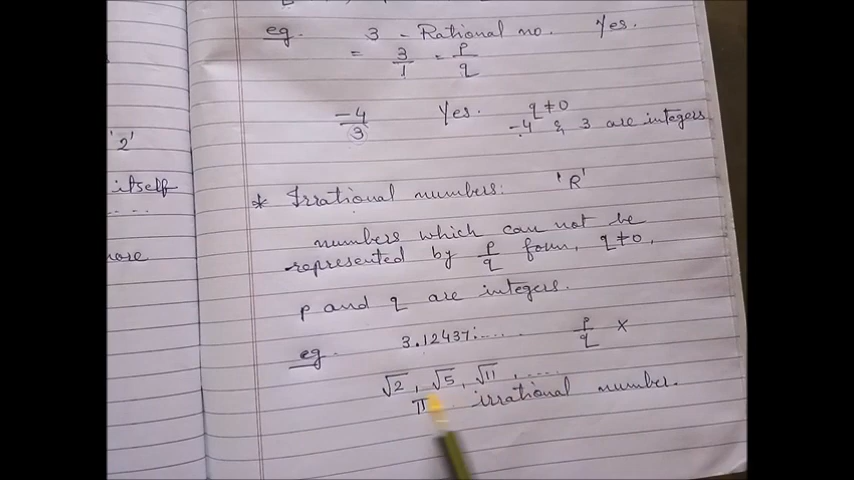 eg. 3 - Rational no. Yes.
= 3/1 = p/q
-4/3 Yes. q≠0
-4 & 3 are integers
'2'
itself
* Irrational numbers: 'R'
numbers which can not be
represented by p/q form, q≠0,
p and q are integers.
eg. 3.12437..... p/q ×
√2, √5, √11, ....
π irrational number.